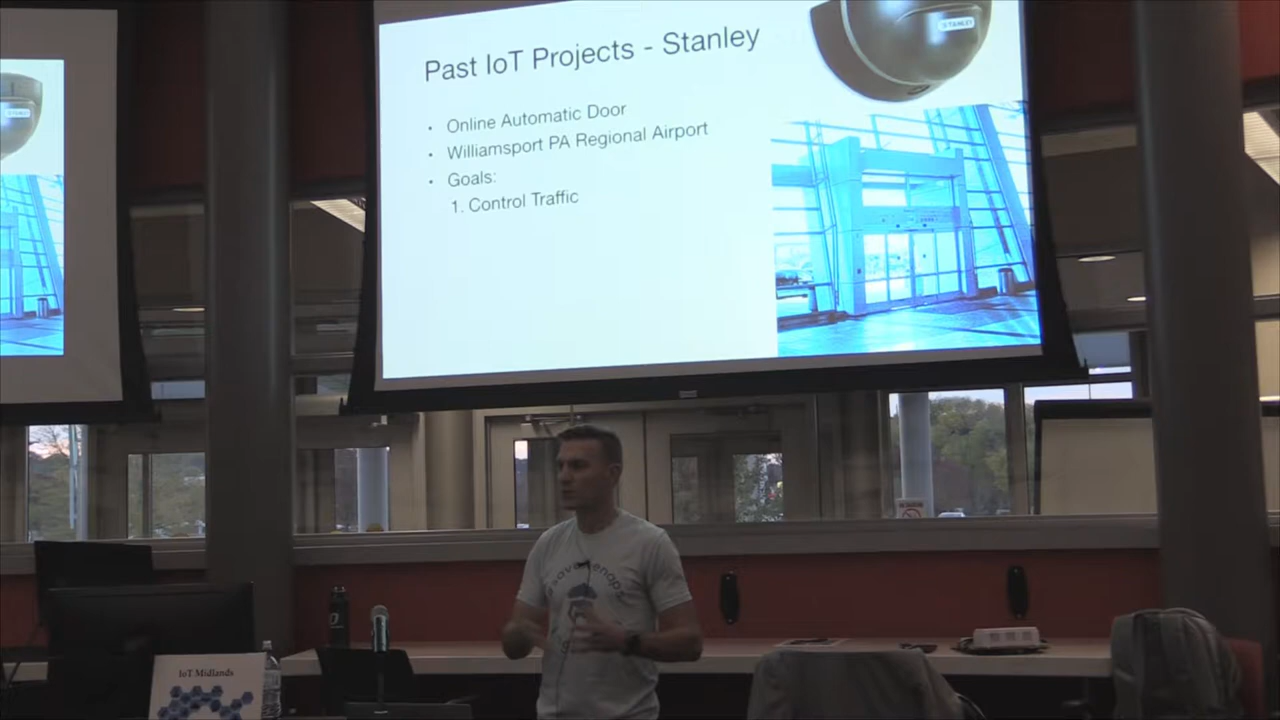 STANLEY
Past IoT Projects - Stanley
• Online Automatic Door
• Williamsport PA Regional Airport
• Goals:
1. Control Traffic
IoT Midlands